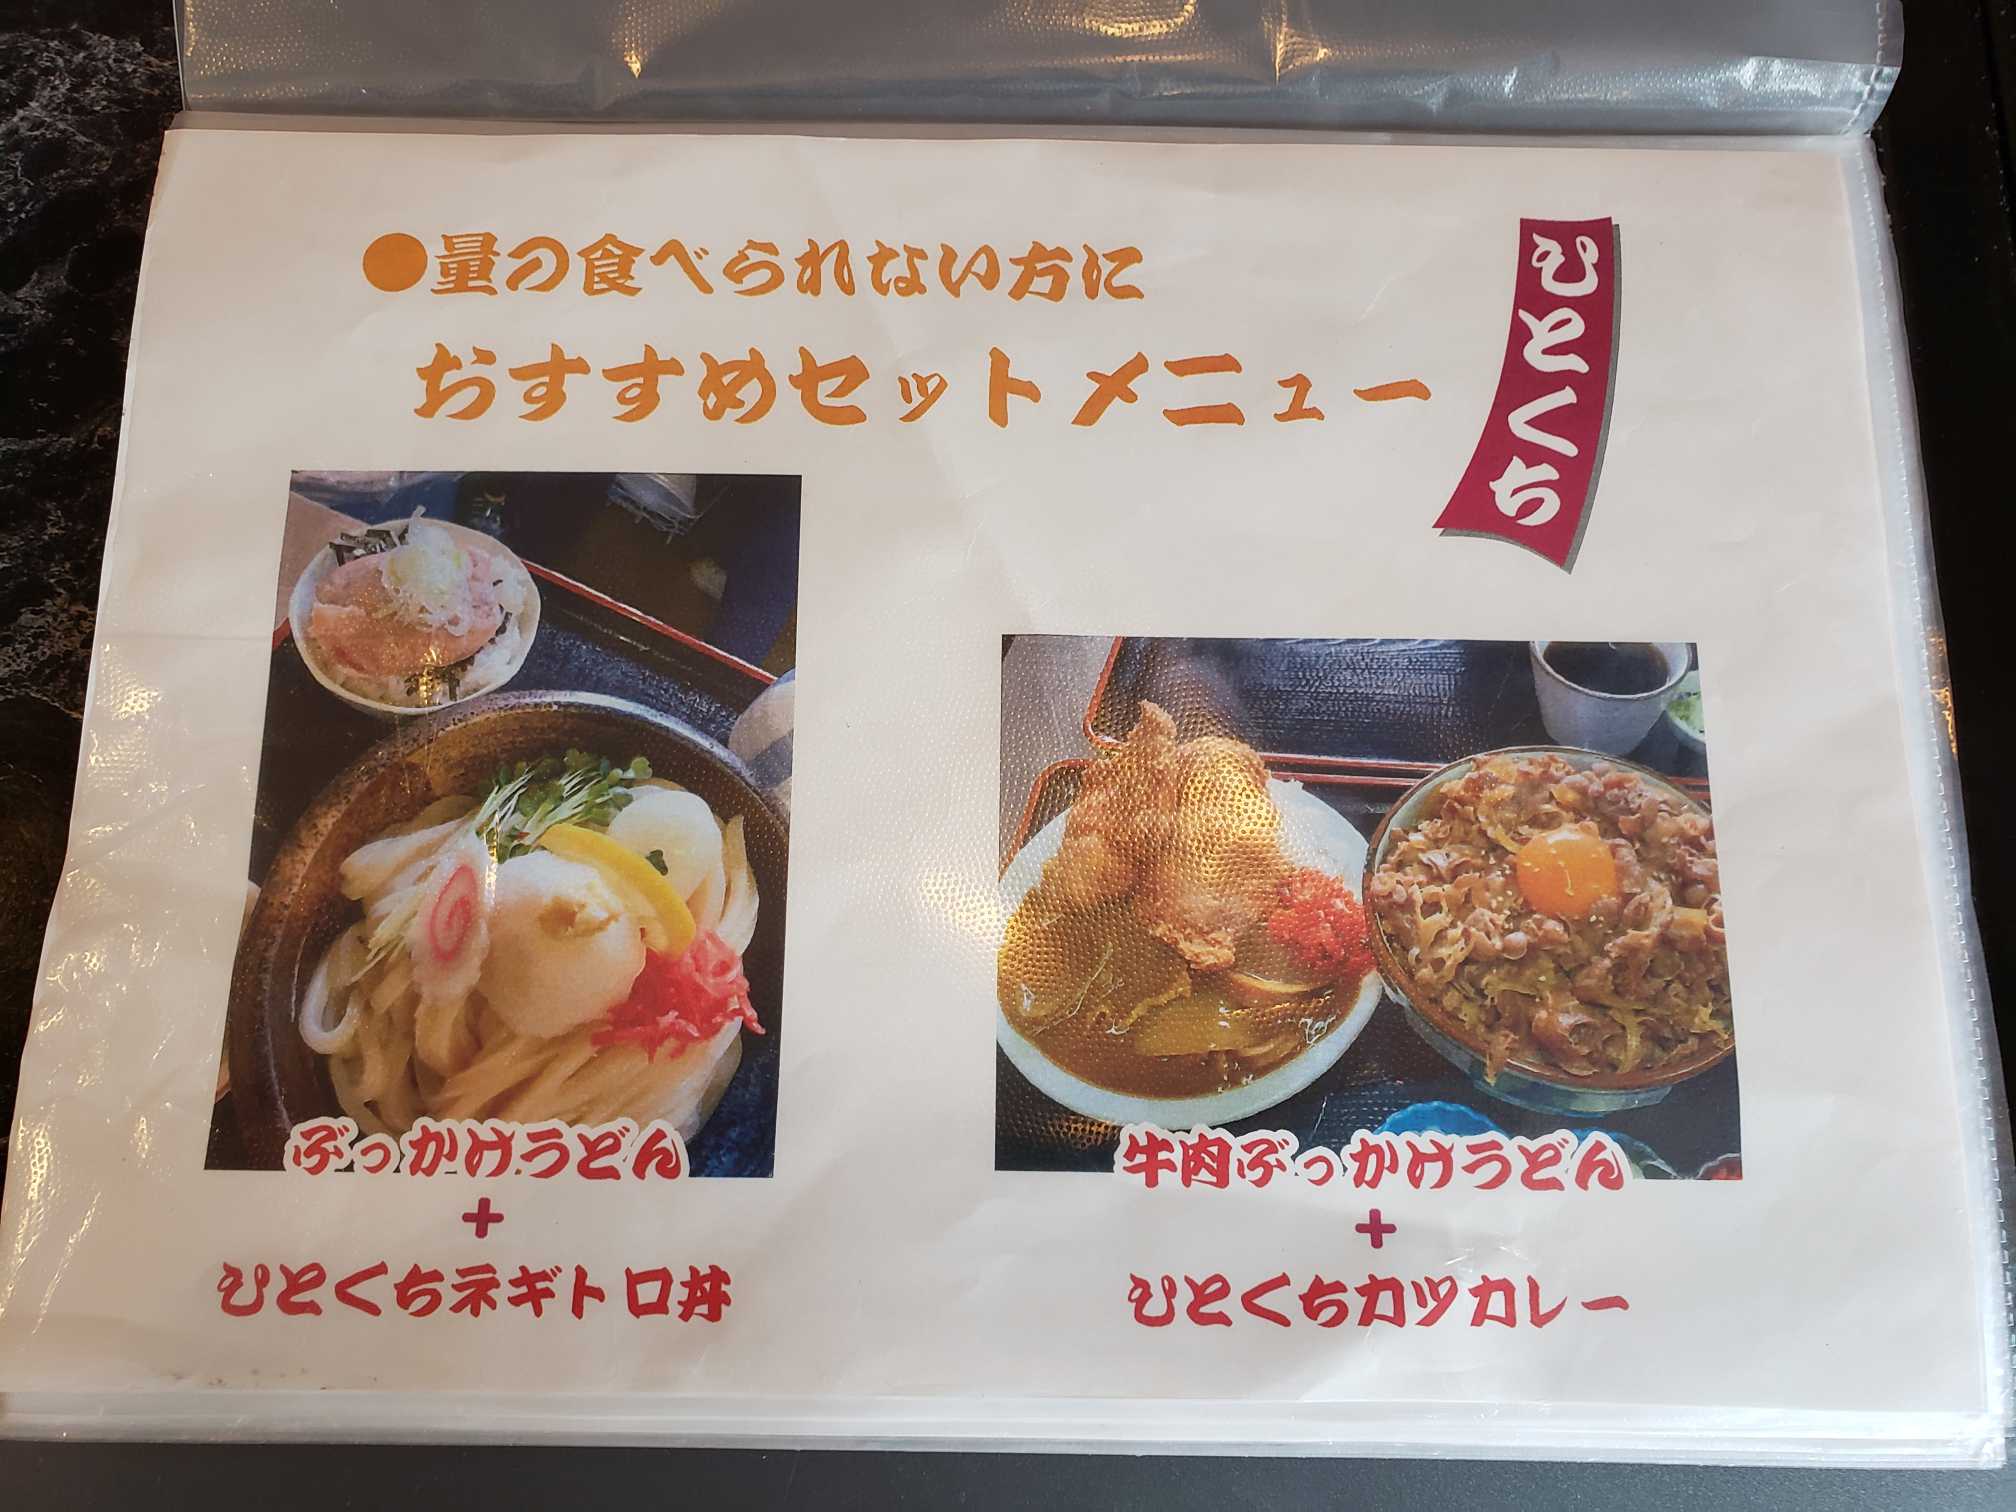 ●量の食べられない方に
おすすめセットメニュー
ひとくち
ぶっかけうどん
+
ひとくちネギトロ丼
牛肉ぶっかけうどん
+
ひとくちカツカレー